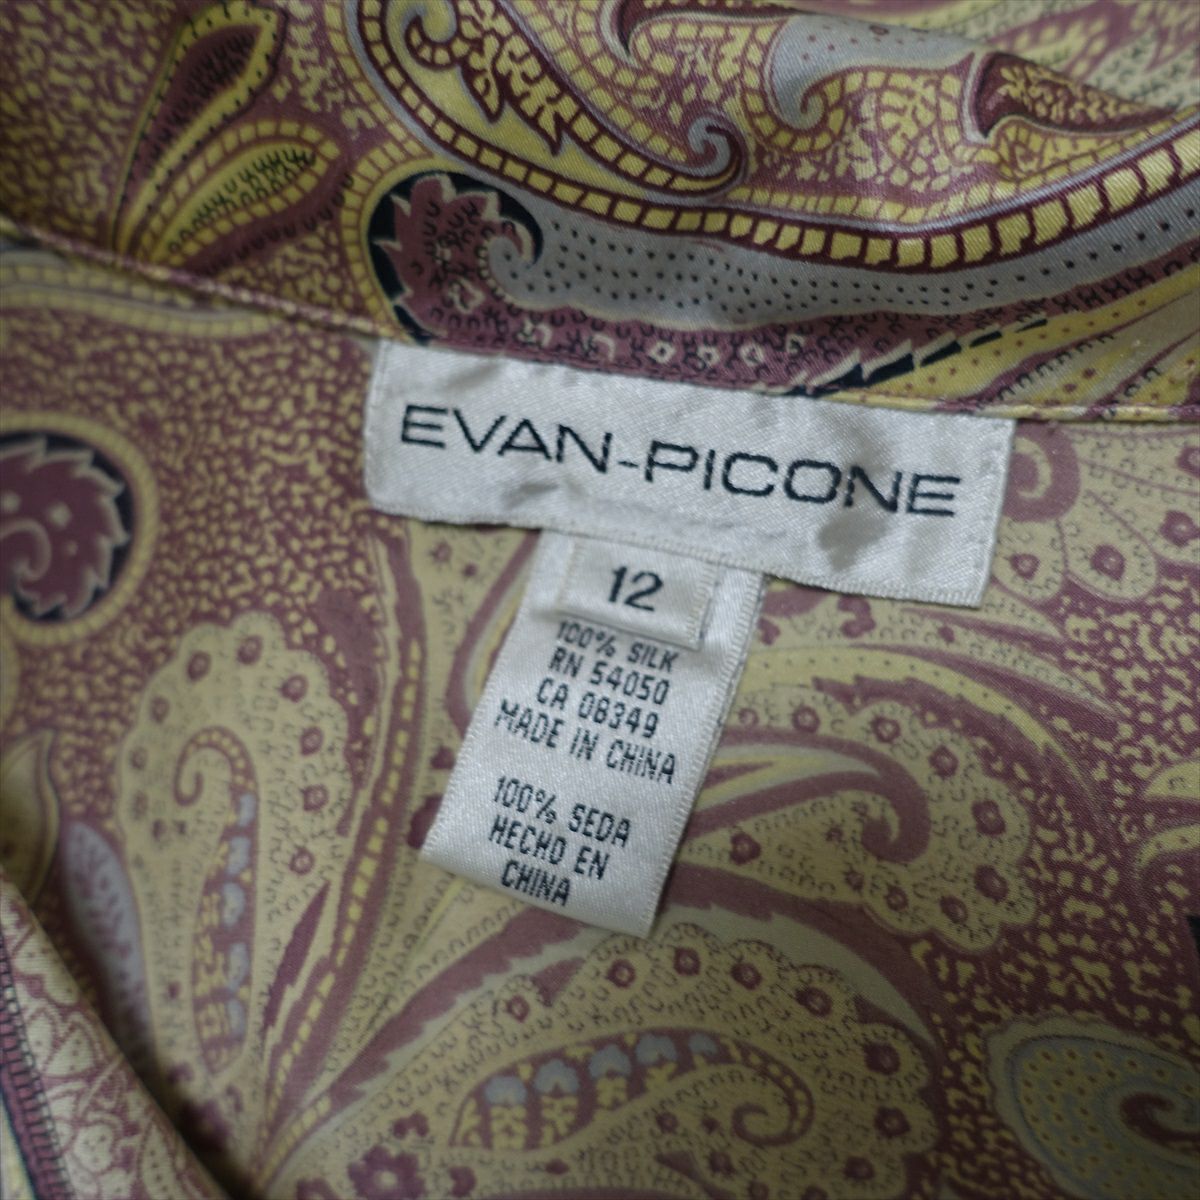 EVAN-PICONE
12
100% SILK
RN 54050
CA 08349
MADE IN CHINA
100% SEDA
HECHO EN
CHINA